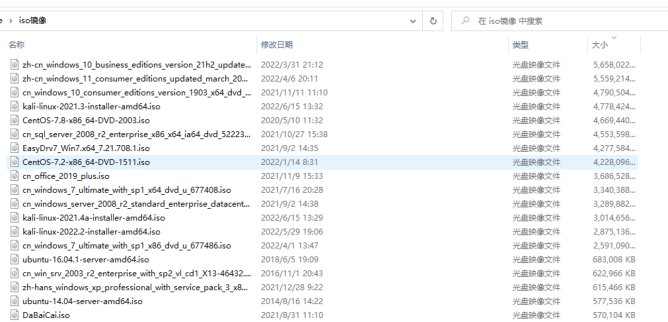 e › iso镜像
在 iso镜像 中搜索
名称 修改日期 类型 大小
zh-cn_windows_10_business_editions_version_21h2_update... 2022/3/31 21:12 光盘映像文件 5,658,022...
zh-cn_windows_11_consumer_editions_updated_march_20... 2022/4/6 20:11 光盘映像文件 5,559,214...
cn_windows_10_consumer_editions_version_1903_x64_dvd_... 2021/11/11 11:10 光盘映像文件 4,790,504...
kali-linux-2021.3-installer-amd64.iso 2022/6/15 13:32 光盘映像文件 4,778,424...
CentOS-7.8-x86_64-DVD-2003.iso 2020/5/10 11:32 光盘映像文件 4,669,440...
cn_sql_server_2008_r2_enterprise_x86_x64_ia64_dvd_52223... 2021/10/27 15:38 光盘映像文件 4,553,598...
EasyDrv7_Win7.x64_7.21.708.1.iso 2021/9/2 14:35 光盘映像文件 4,277,584...
CentOS-7.2-x86_64-DVD-1511.iso 2022/1/14 8:31 光盘映像文件 4,228,096...
cn_office_2019_plus.iso 2021/11/9 15:33 光盘映像文件 3,686,528...
cn_windows_7_ultimate_with_sp1_x64_dvd_u_677408.iso 2021/7/16 20:28 光盘映像文件 3,340,388...
cn_windows_server_2008_r2_standard_enterprise_datacent... 2021/9/2 14:38 光盘映像文件 3,289,882...
kali-linux-2021.4a-installer-amd64.iso 2022/6/15 13:29 光盘映像文件 3,014,656...
kali-linux-2022.2-installer-amd64.iso 2022/5/29 19:06 光盘映像文件 2,875,136...
cn_windows_7_ultimate_with_sp1_x86_dvd_u_677486.iso 2022/4/1 13:47 光盘映像文件 2,591,090...
ubuntu-16.04.1-server-amd64.iso 2018/6/5 19:09 光盘映像文件 683,008 KB
cn_win_srv_2003_r2_enterprise_with_sp2_vl_cd1_X13-46432... 2016/11/1 20:43 光盘映像文件 622,966 KB
zh-hans_windows_xp_professional_with_service_pack_3_x8... 2021/12/28 9:22 光盘映像文件 615,466 KB
ubuntu-14.04-server-amd64.iso 2014/8/16 14:22 光盘映像文件 577,536 KB
DaBaiCai.iso 2021/8/31 11:10 光盘映像文件 570,104 KB